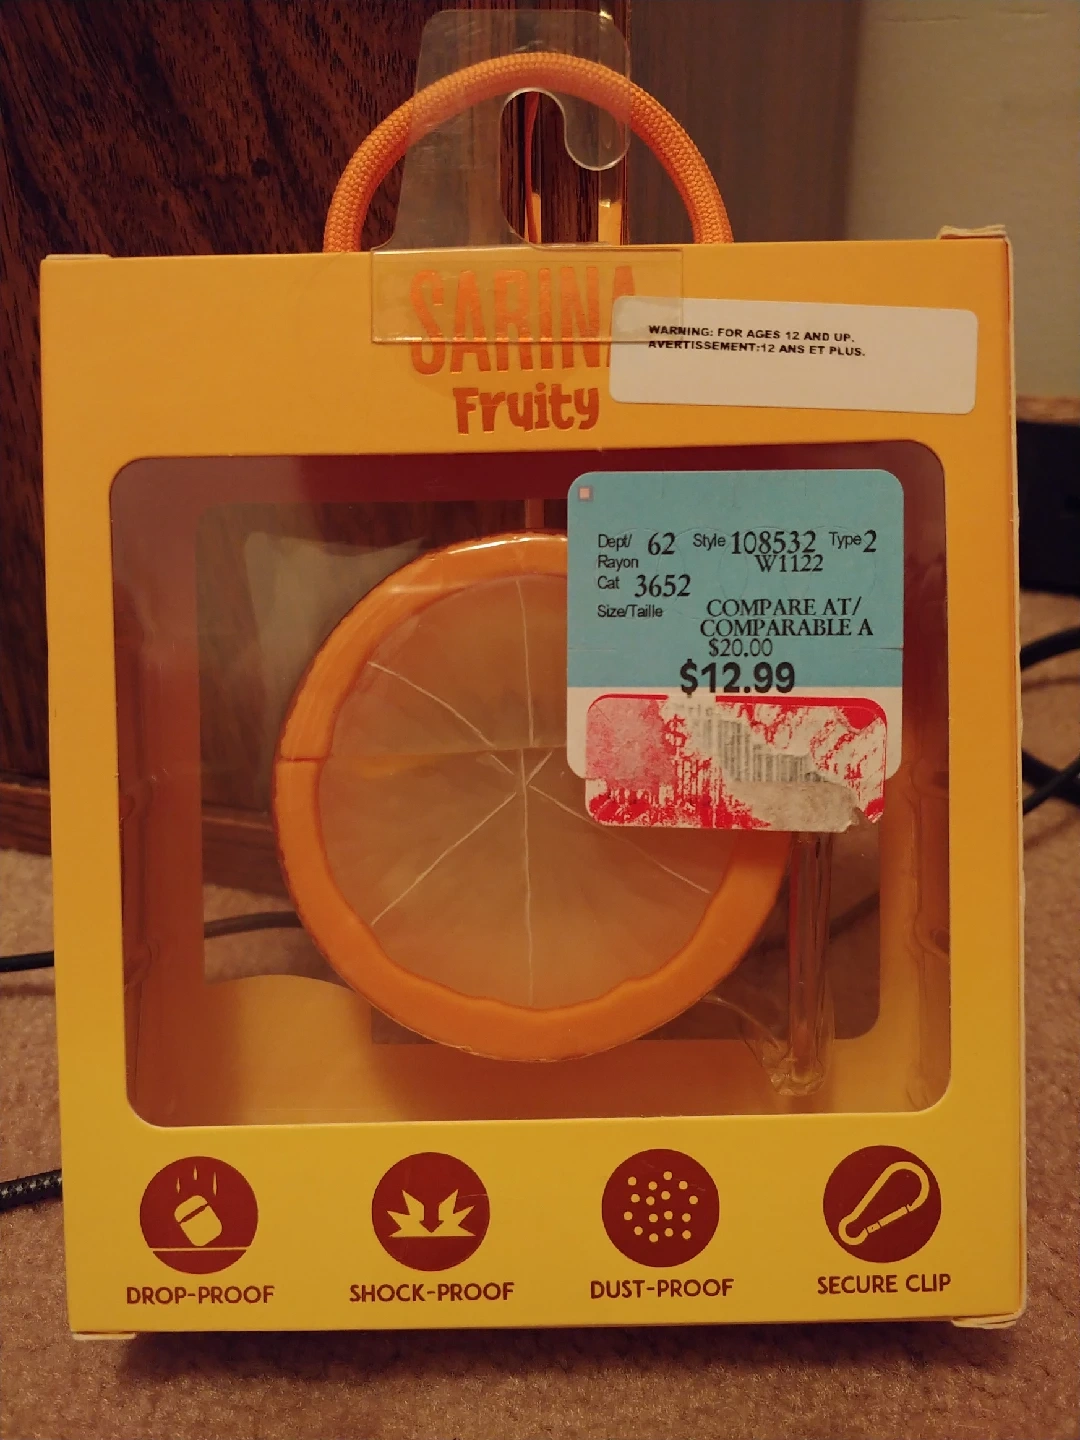 SARINA
Fruity
WARNING: FOR AGES 12 AND UP.
AVERTISSEMENT:12 ANS ET PLUS.
Dept/ 62 Style 108532 Type 2
Rayon W1122
Cat 3652
Size/Taille COMPARE AT/
COMPARABLE A
$20.00
$12.99
$
DROP-PROOF SHOCK-PROOF DUST-PROOF SECURE CLIP